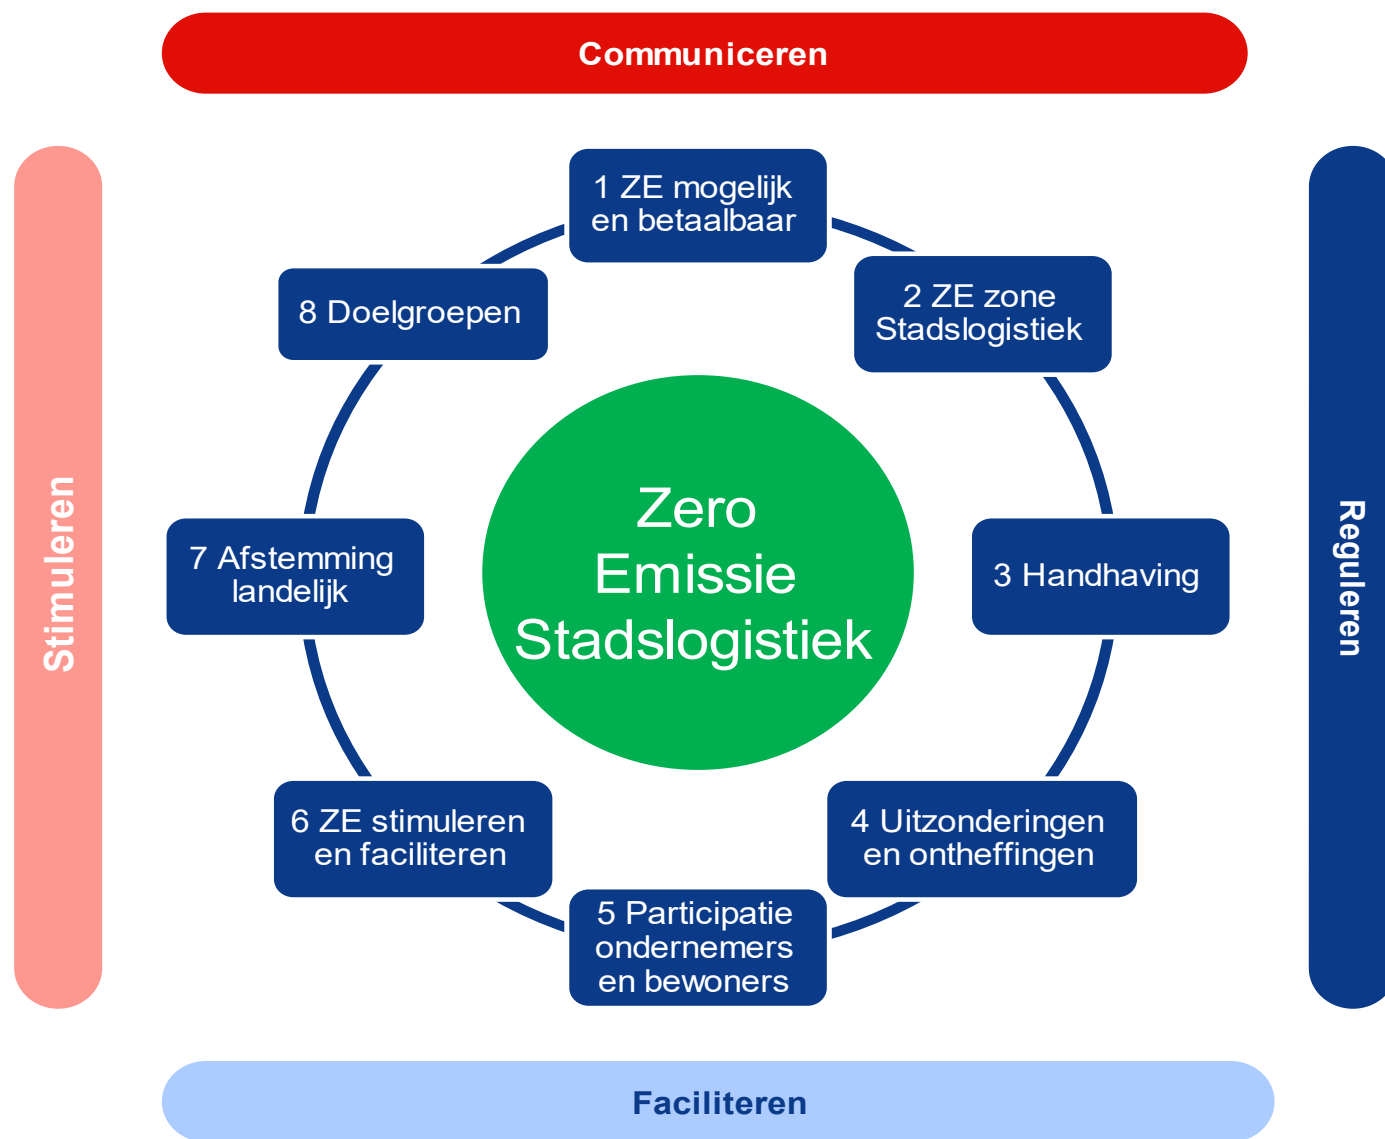 Communiceren
1 ZE mogelijk
en betaalbaar
2 ZE zone
Stadslogistiek
3 Handhaving
4 Uitzonderingen
en ontheffingen
5 Participatie
ondernemers
en bewoners
6 ZE stimuleren
en faciliteren
7 Afstemming
landelijk
8 Doelgroepen
Zero
Emissie
Stadslogistiek
Stimuleren
Reguleren
Faciliteren